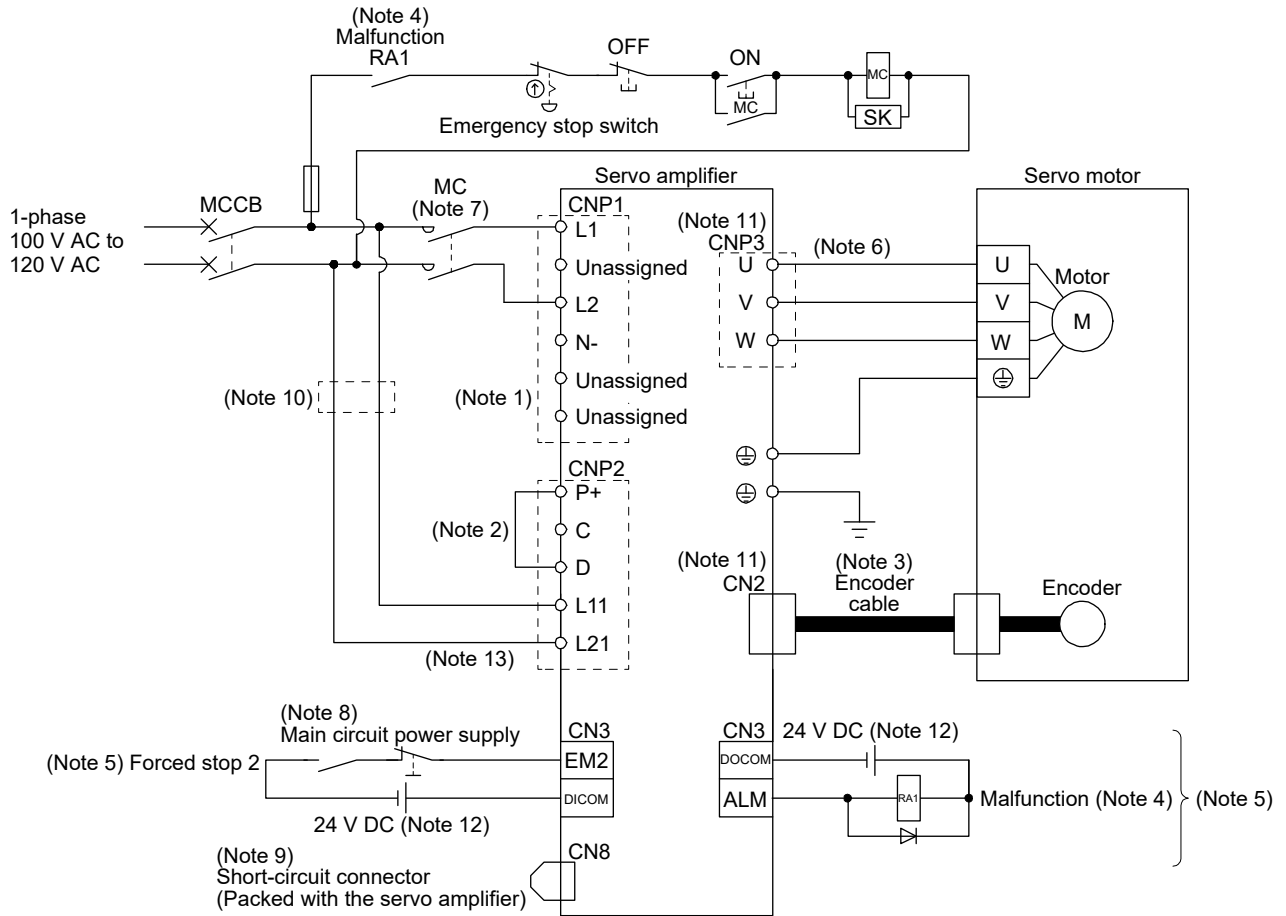 (Note 4)
Malfunction
RA1
OFF
ON
MC
MC
SK
Emergency stop switch
1-phase
100 V AC to
120 V AC
MCCB
MC
(Note 7)
Servo amplifier
Servo motor
CNP1
L1
Unassigned
L2
N-
Unassigned
Unassigned
(Note 1)
(Note 10)
(Note 11)
CNP3
U
V
W
(Note 6)
U
V
W
Motor
M
CNP2
P+
C
D
L11
L21
(Note 2)
(Note 13)
(Note 11)
CN2
(Note 3)
Encoder
cable
Encoder
(Note 8)
Main circuit power supply
(Note 5) Forced stop 2
24 V DC (Note 12)
CN3
EM2
DICOM
CN3
DOCOM
ALM
24 V DC (Note 12)
RA1
Malfunction (Note 4)
(Note 5)
(Note 9)
Short-circuit connector
(Packed with the servo amplifier)
CN8